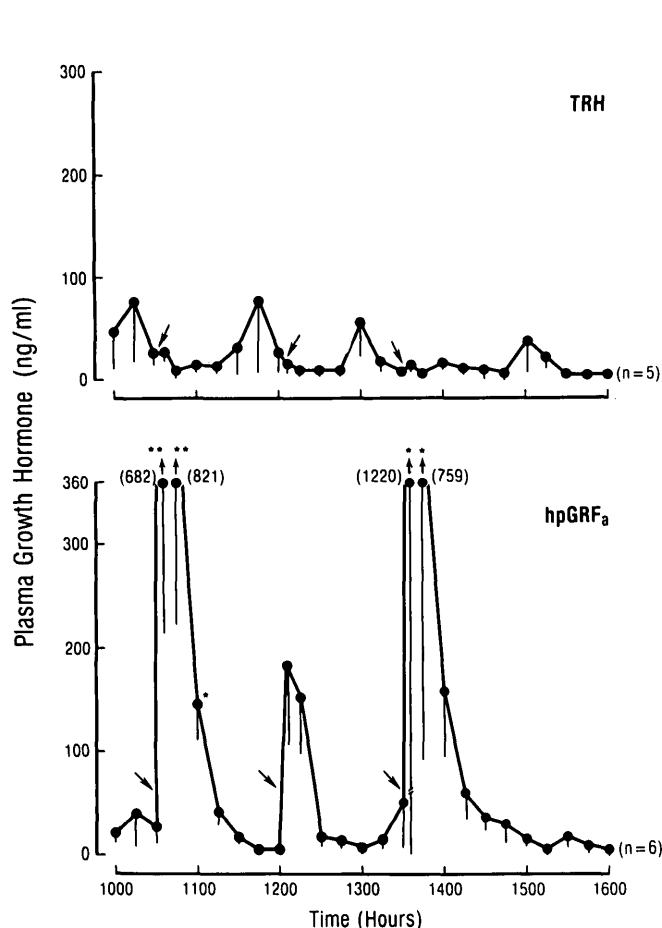 300
TRH
200
100
0
(n=5)
Plasma Growth Hormone (ng/ml)
** **
(682) (821)
* *
(1220) (759)
360
hpGRFa
300
200
*
100
0
(n=6)
1000 1100 1200 1300 1400 1500 1600
Time (Hours)